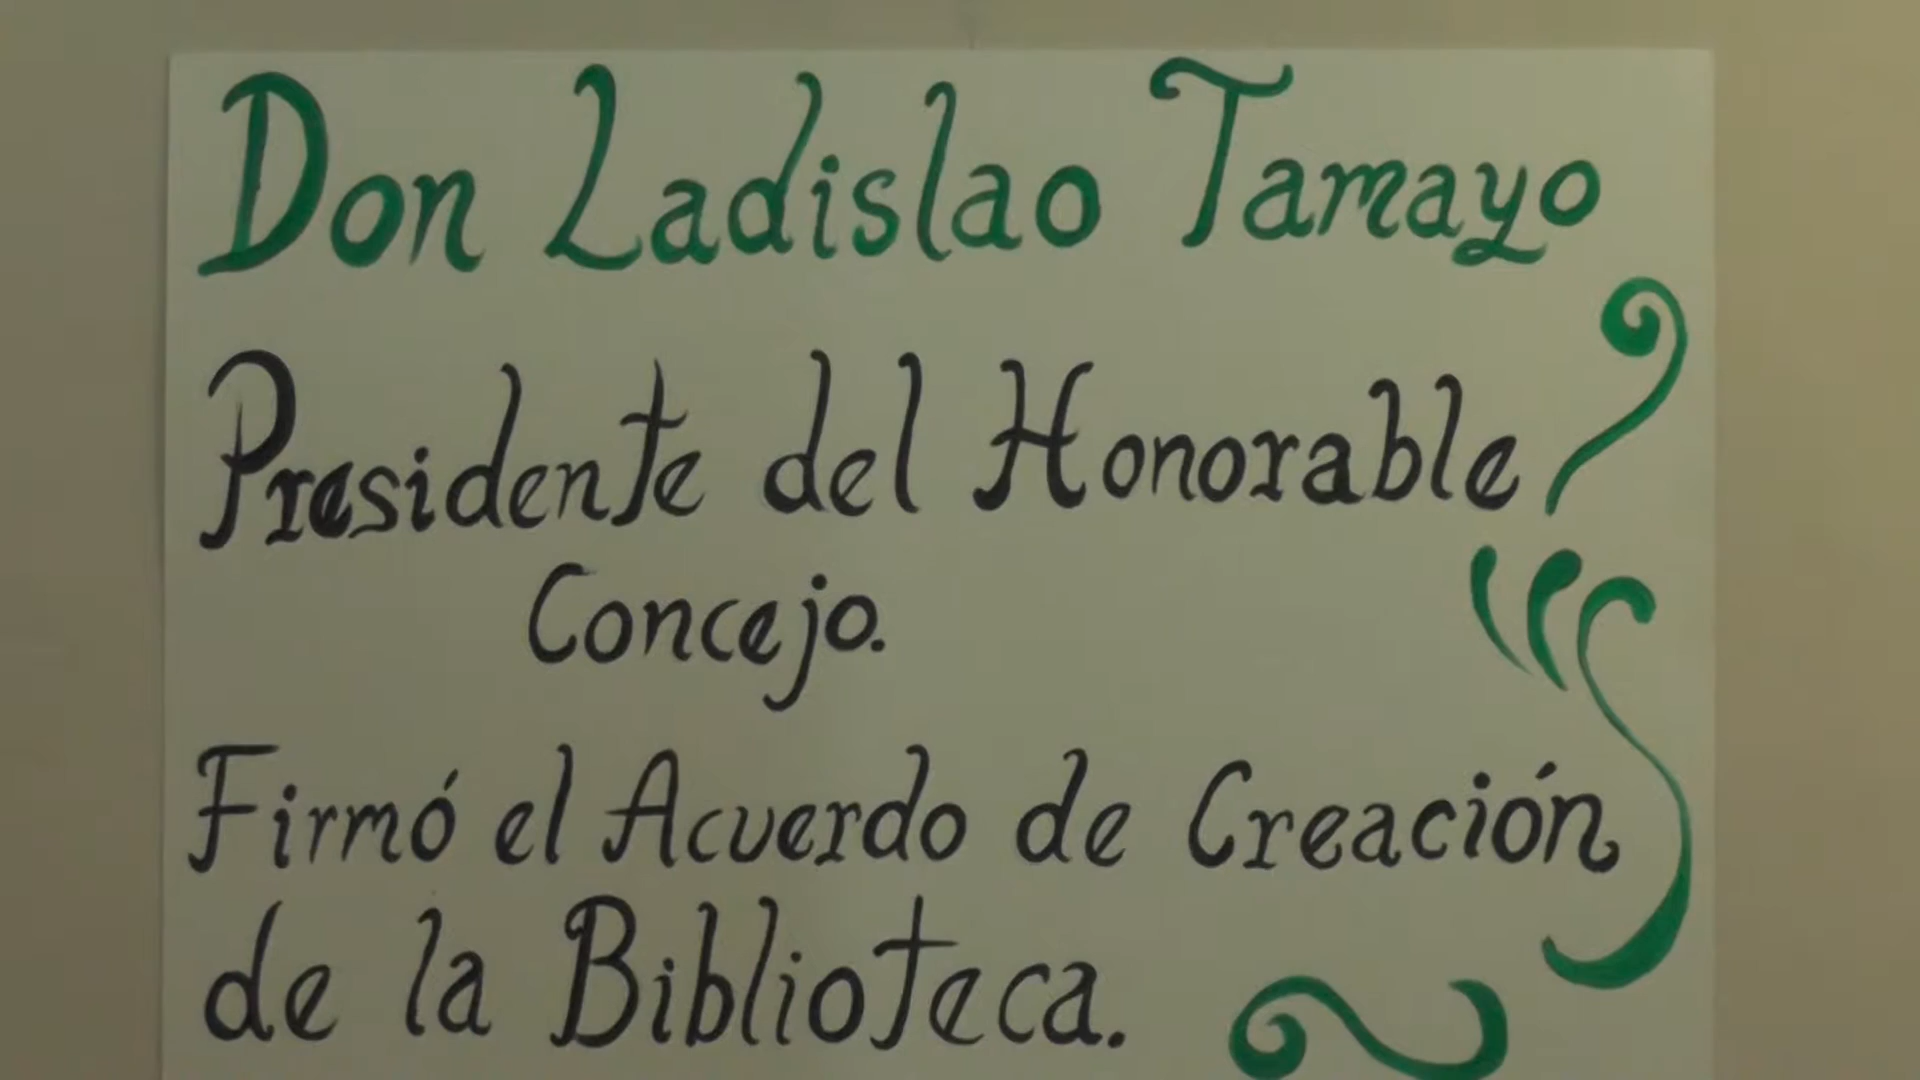 Don Ladislao Tamayo
Presidente del Honorable
Concejo.
Firmó el Acuerdo de Creación
de la Biblioteca.